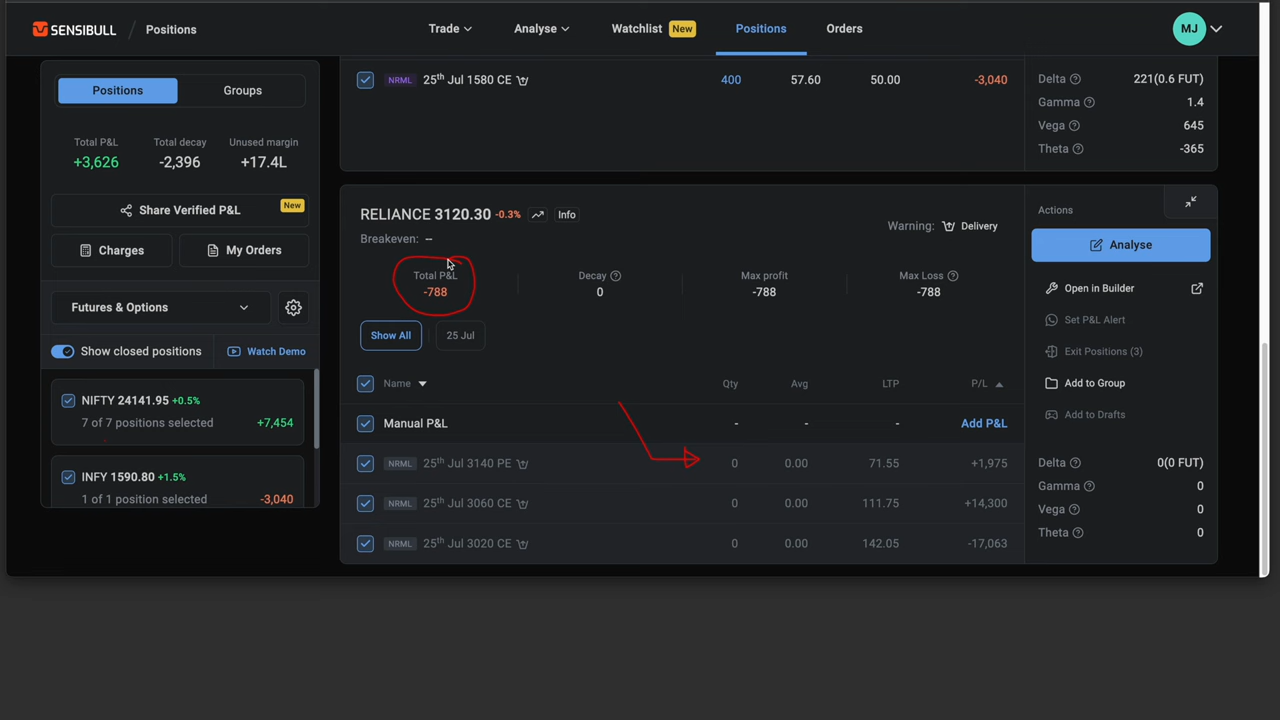 SENSIBULL / Positions
Trade Analyse Watchlist New Positions Orders MJ
Positions Groups
Total P&L Total decay Unused margin
+3,626 -2,396 +17.4L
Share Verified P&L New
Charges My Orders
Futures & Options
Show closed positions Watch Demo
NIFTY 24141.95 +0.5%
7 of 7 positions selected +7,454
INFY 1590.80 +1.5%
1 of 1 position selected -3,040
NRML 25th Jul 1580 CE 400 57.60 50.00 -3,040
Delta 221(0.6 FUT)
Gamma 1.4
Vega 645
Theta -365
RELIANCE 3120.30 -0.3% Info
Breakeven: --
Warning: Delivery
Total P&L Decay Max profit Max Loss
-788 0 -788 -788
Show All 25 Jul
Name Qty Avg LTP P/L
Manual P&L - - - Add P&L
NRML 25th Jul 3140 PE 0 0.00 71.55 +1,975
NRML 25th Jul 3060 CE 0 0.00 111.75 +14,300
NRML 25th Jul 3020 CE 0 0.00 142.05 -17,063
Actions
Analyse
Open in Builder
Set P&L Alert
Exit Positions (3)
Add to Group
Add to Drafts
Delta 0(0 FUT)
Gamma 0
Vega 0
Theta 0